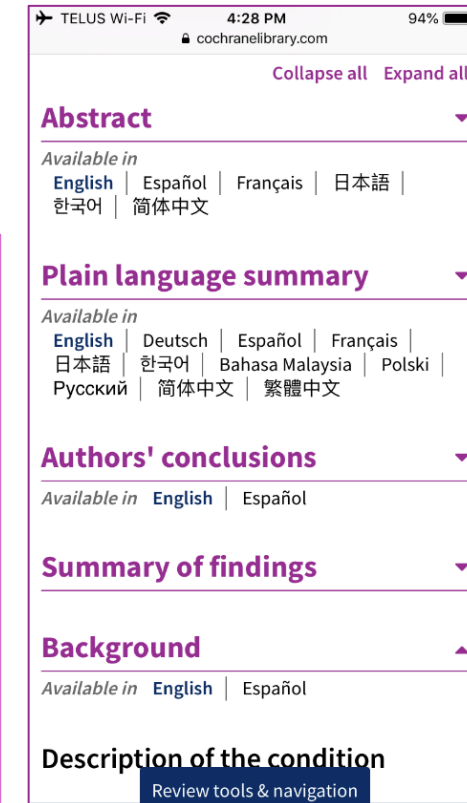 TELUS Wi-Fi 4:28 PM 94%
cochranelibrary.com
Collapse all Expand all
Abstract
Available in
English | Español | Français | 日本語 |
한국어 | 简体中文
Plain language summary
Available in
English | Deutsch | Español | Français |
日本語 | 한국어 | Bahasa Malaysia | Polski |
Русский | 简体中文 | 繁體中文
Authors' conclusions
Available in English | Español
Summary of findings
Background
Available in English | Español
Description of the condition
Review tools & navigation